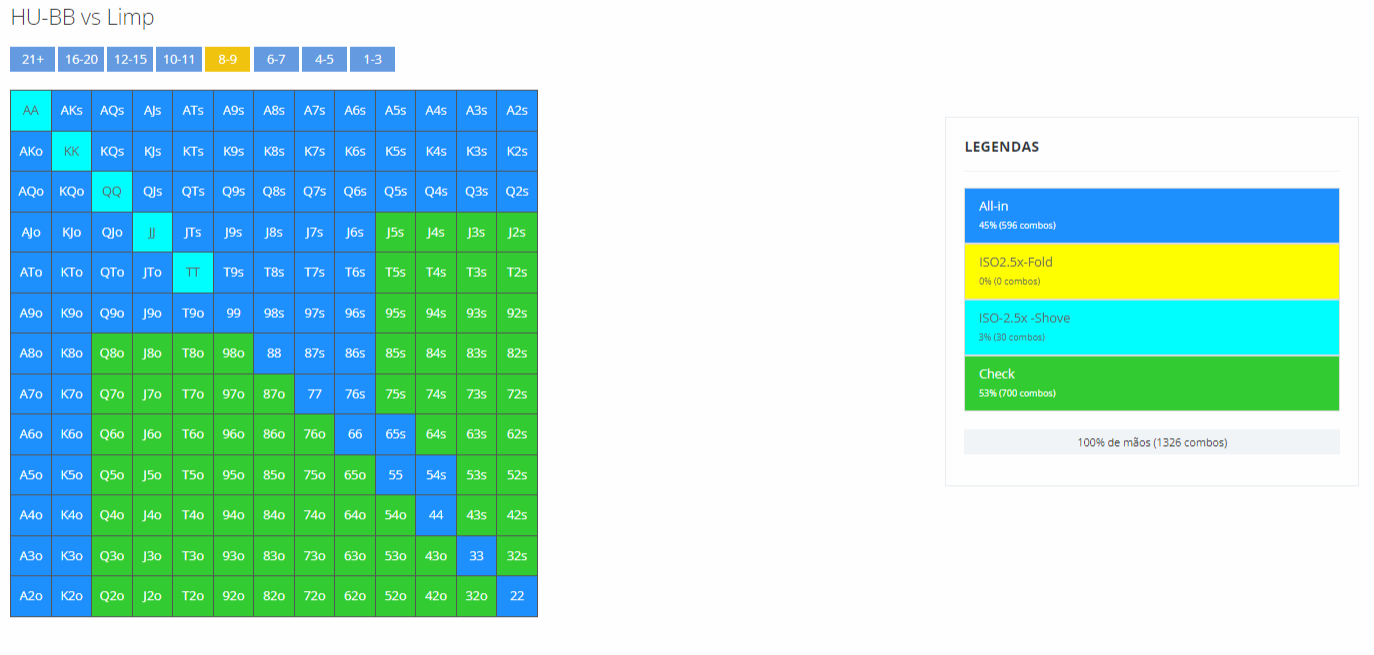 HU-BB vs Limp
21+ 16-20 12-15 10-11 8-9 6-7 4-5 1-3
AA AKs AQs AJs ATs A9s A8s A7s A6s A5s A4s A3s A2s
AKo KK KQs KJs KTs K9s K8s K7s K6s K5s K4s K3s K2s
AQo KQo QQ QJs QTs Q9s Q8s Q7s Q6s Q5s Q4s Q3s Q2s
AJo KJo QJo JJ JTs J9s J8s J7s J6s J5s J4s J3s J2s
ATo KTo QTo JTo TT T9s T8s T7s T6s T5s T4s T3s T2s
A9o K9o Q9o J9o T9o 99 98s 97s 96s 95s 94s 93s 92s
A8o K8o Q8o J8o T8o 98o 88 87s 86s 85s 84s 83s 82s
A7o K7o Q7o J7o T7o 97o 87o 77 76s 75s 74s 73s 72s
A6o K6o Q6o J6o T6o 96o 86o 76o 66 65s 64s 63s 62s
A5o K5o Q5o J5o T5o 95o 85o 75o 65o 55 54s 53s 52s
A4o K4o Q4o J4o T4o 94o 84o 74o 64o 54o 44 43s 42s
A3o K3o Q3o J3o T3o 93o 83o 73o 63o 53o 43o 33 32s
A2o K2o Q2o J2o T2o 92o 82o 72o 62o 52o 42o 32o 22
LEGENDAS
All-in
45% (596 combos)
ISO2.5x-Fold
0% (0 combos)
ISO-2.5x -Shove
3% (30 combos)
Check
53% (700 combos)
100% de mãos (1326 combos)